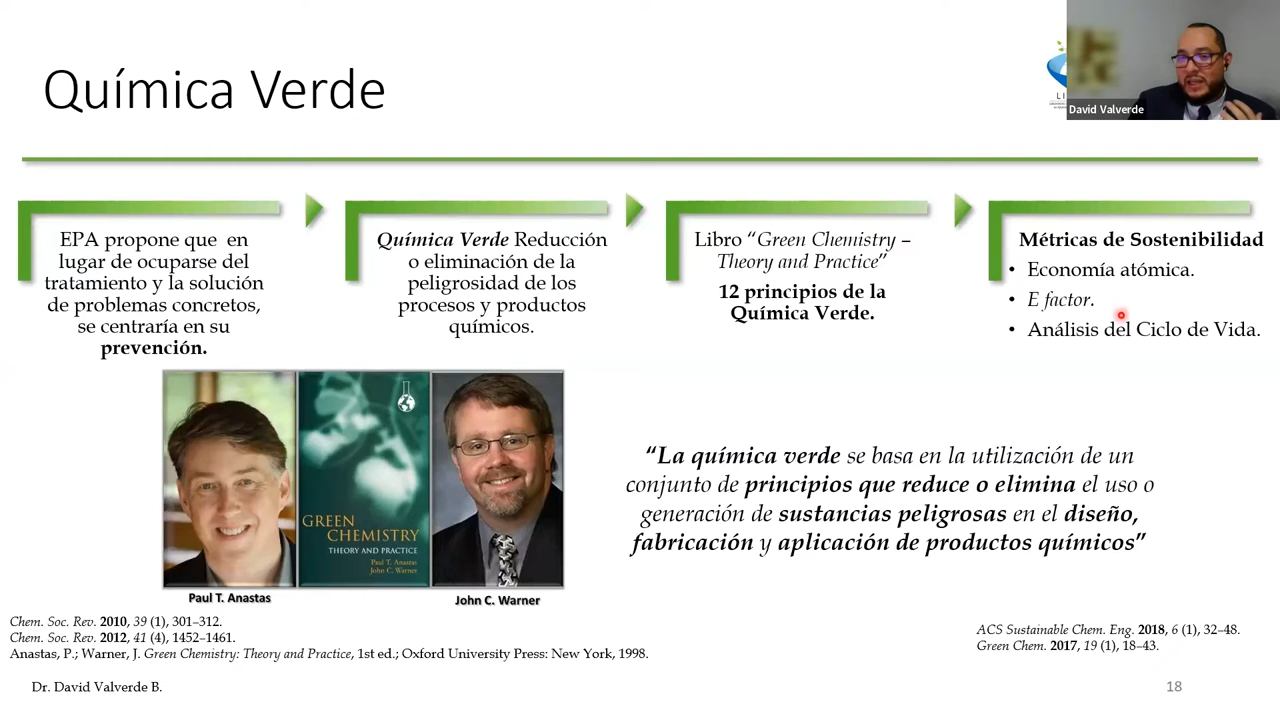 Química Verde
L I
David Valverde
EPA propone que en
lugar de ocuparse del
tratamiento y la solución
de problemas concretos,
se centraría en su
prevención.
Química Verde Reducción
o eliminación de la
peligrosidad de los
procesos y productos
químicos.
Libro “Green Chemistry –
Theory and Practice”
12 principios de la
Química Verde.
Métricas de Sostenibilidad
• Economía atómica.
• E factor.
• Análisis del Ciclo de Vida.
GREEN
CHEMISTRY
THEORY AND PRACTICE
Paul T. Anastas
John C. Warner
Paul T. Anastas
John C. Warner
“La química verde se basa en la utilización de un
conjunto de principios que reduce o elimina el uso o
generación de sustancias peligrosas en el diseño,
fabricación y aplicación de productos químicos”
Chem. Soc. Rev. 2010, 39 (1), 301–312.
Chem. Soc. Rev. 2012, 41 (4), 1452–1461.
Anastas, P.; Warner, J. Green Chemistry: Theory and Practice, 1st ed.; Oxford University Press: New York, 1998.
ACS Sustainable Chem. Eng. 2018, 6 (1), 32–48.
Green Chem. 2017, 19 (1), 18–43.
Dr. David Valverde B.
18